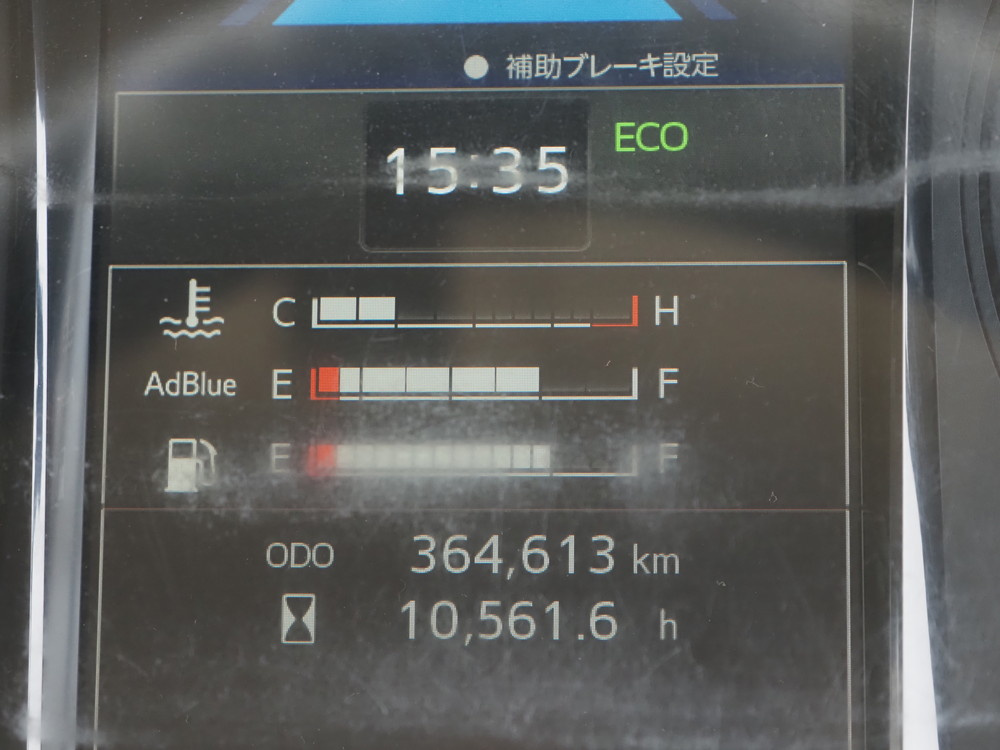 補助ブレーキ設定
15:35 ECO
C H
AdBlue E F
E F
ODO 364,613 km
10,561.6 h